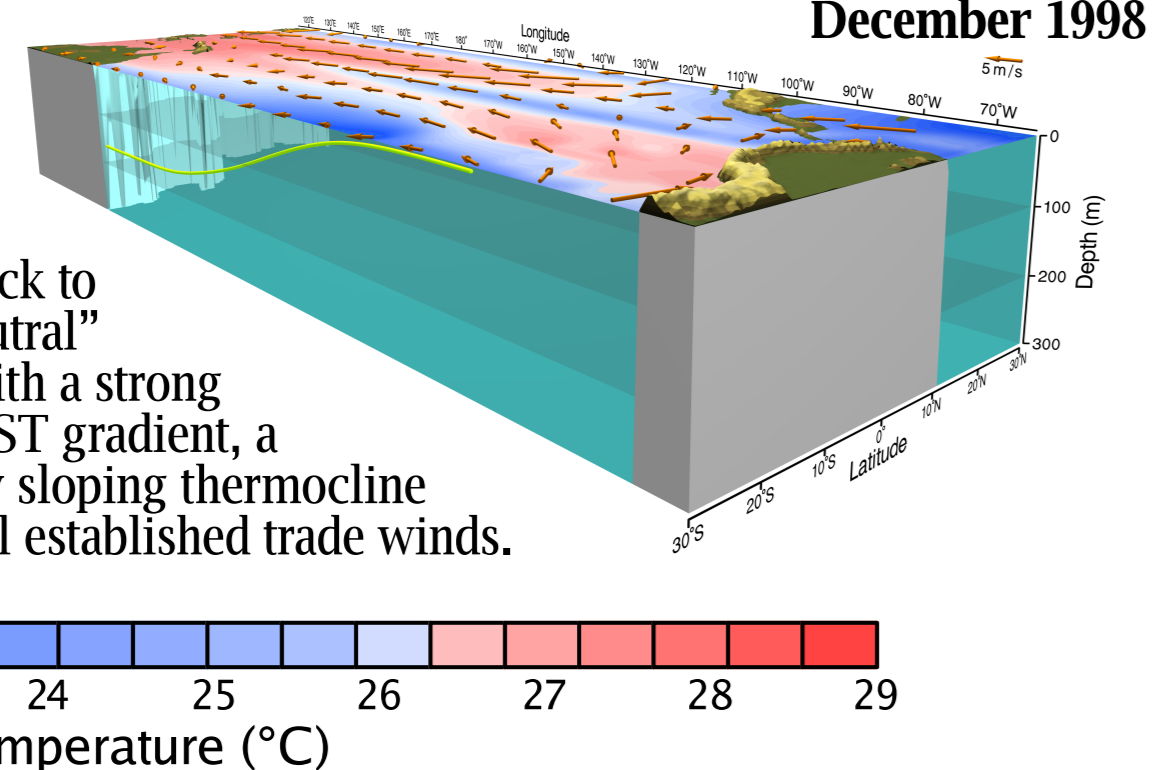 December 1998
5 m/s
Longitude
120°E 130°E 140°E 150°E 160°E 170°E 180° 170°W 160°W 150°W 140°W 130°W 120°W 110°W 100°W 90°W 80°W 70°W
0
100
200
300
Depth (m)
30°N
20°N
10°N
0°
10°S
20°S
30°S
Latitude
ck to
utral”
ith a strong
ST gradient, a
y sloping thermocline
l established trade winds.
24 25 26 27 28 29
mperature (°C)